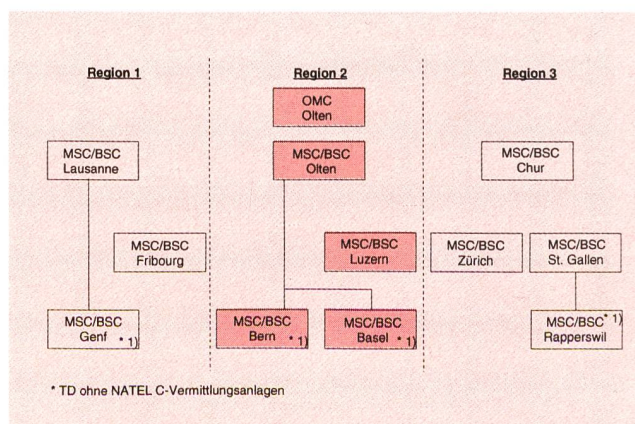 Region 1
Region 2
Region 3
OMC
Olten
MSC/BSC
Lausanne
MSC/BSC
Olten
MSC/BSC
Chur
MSC/BSC
Fribourg
MSC/BSC
Luzern
MSC/BSC
Zürich
MSC/BSC
St. Gallen
MSC/BSC
Genf * 1)
MSC/BSC
Bern * 1)
MSC/BSC
Basel * 1)
MSC/BSC * 1)
Rapperswil
* TD ohne NATEL C-Vermittlungsanlagen